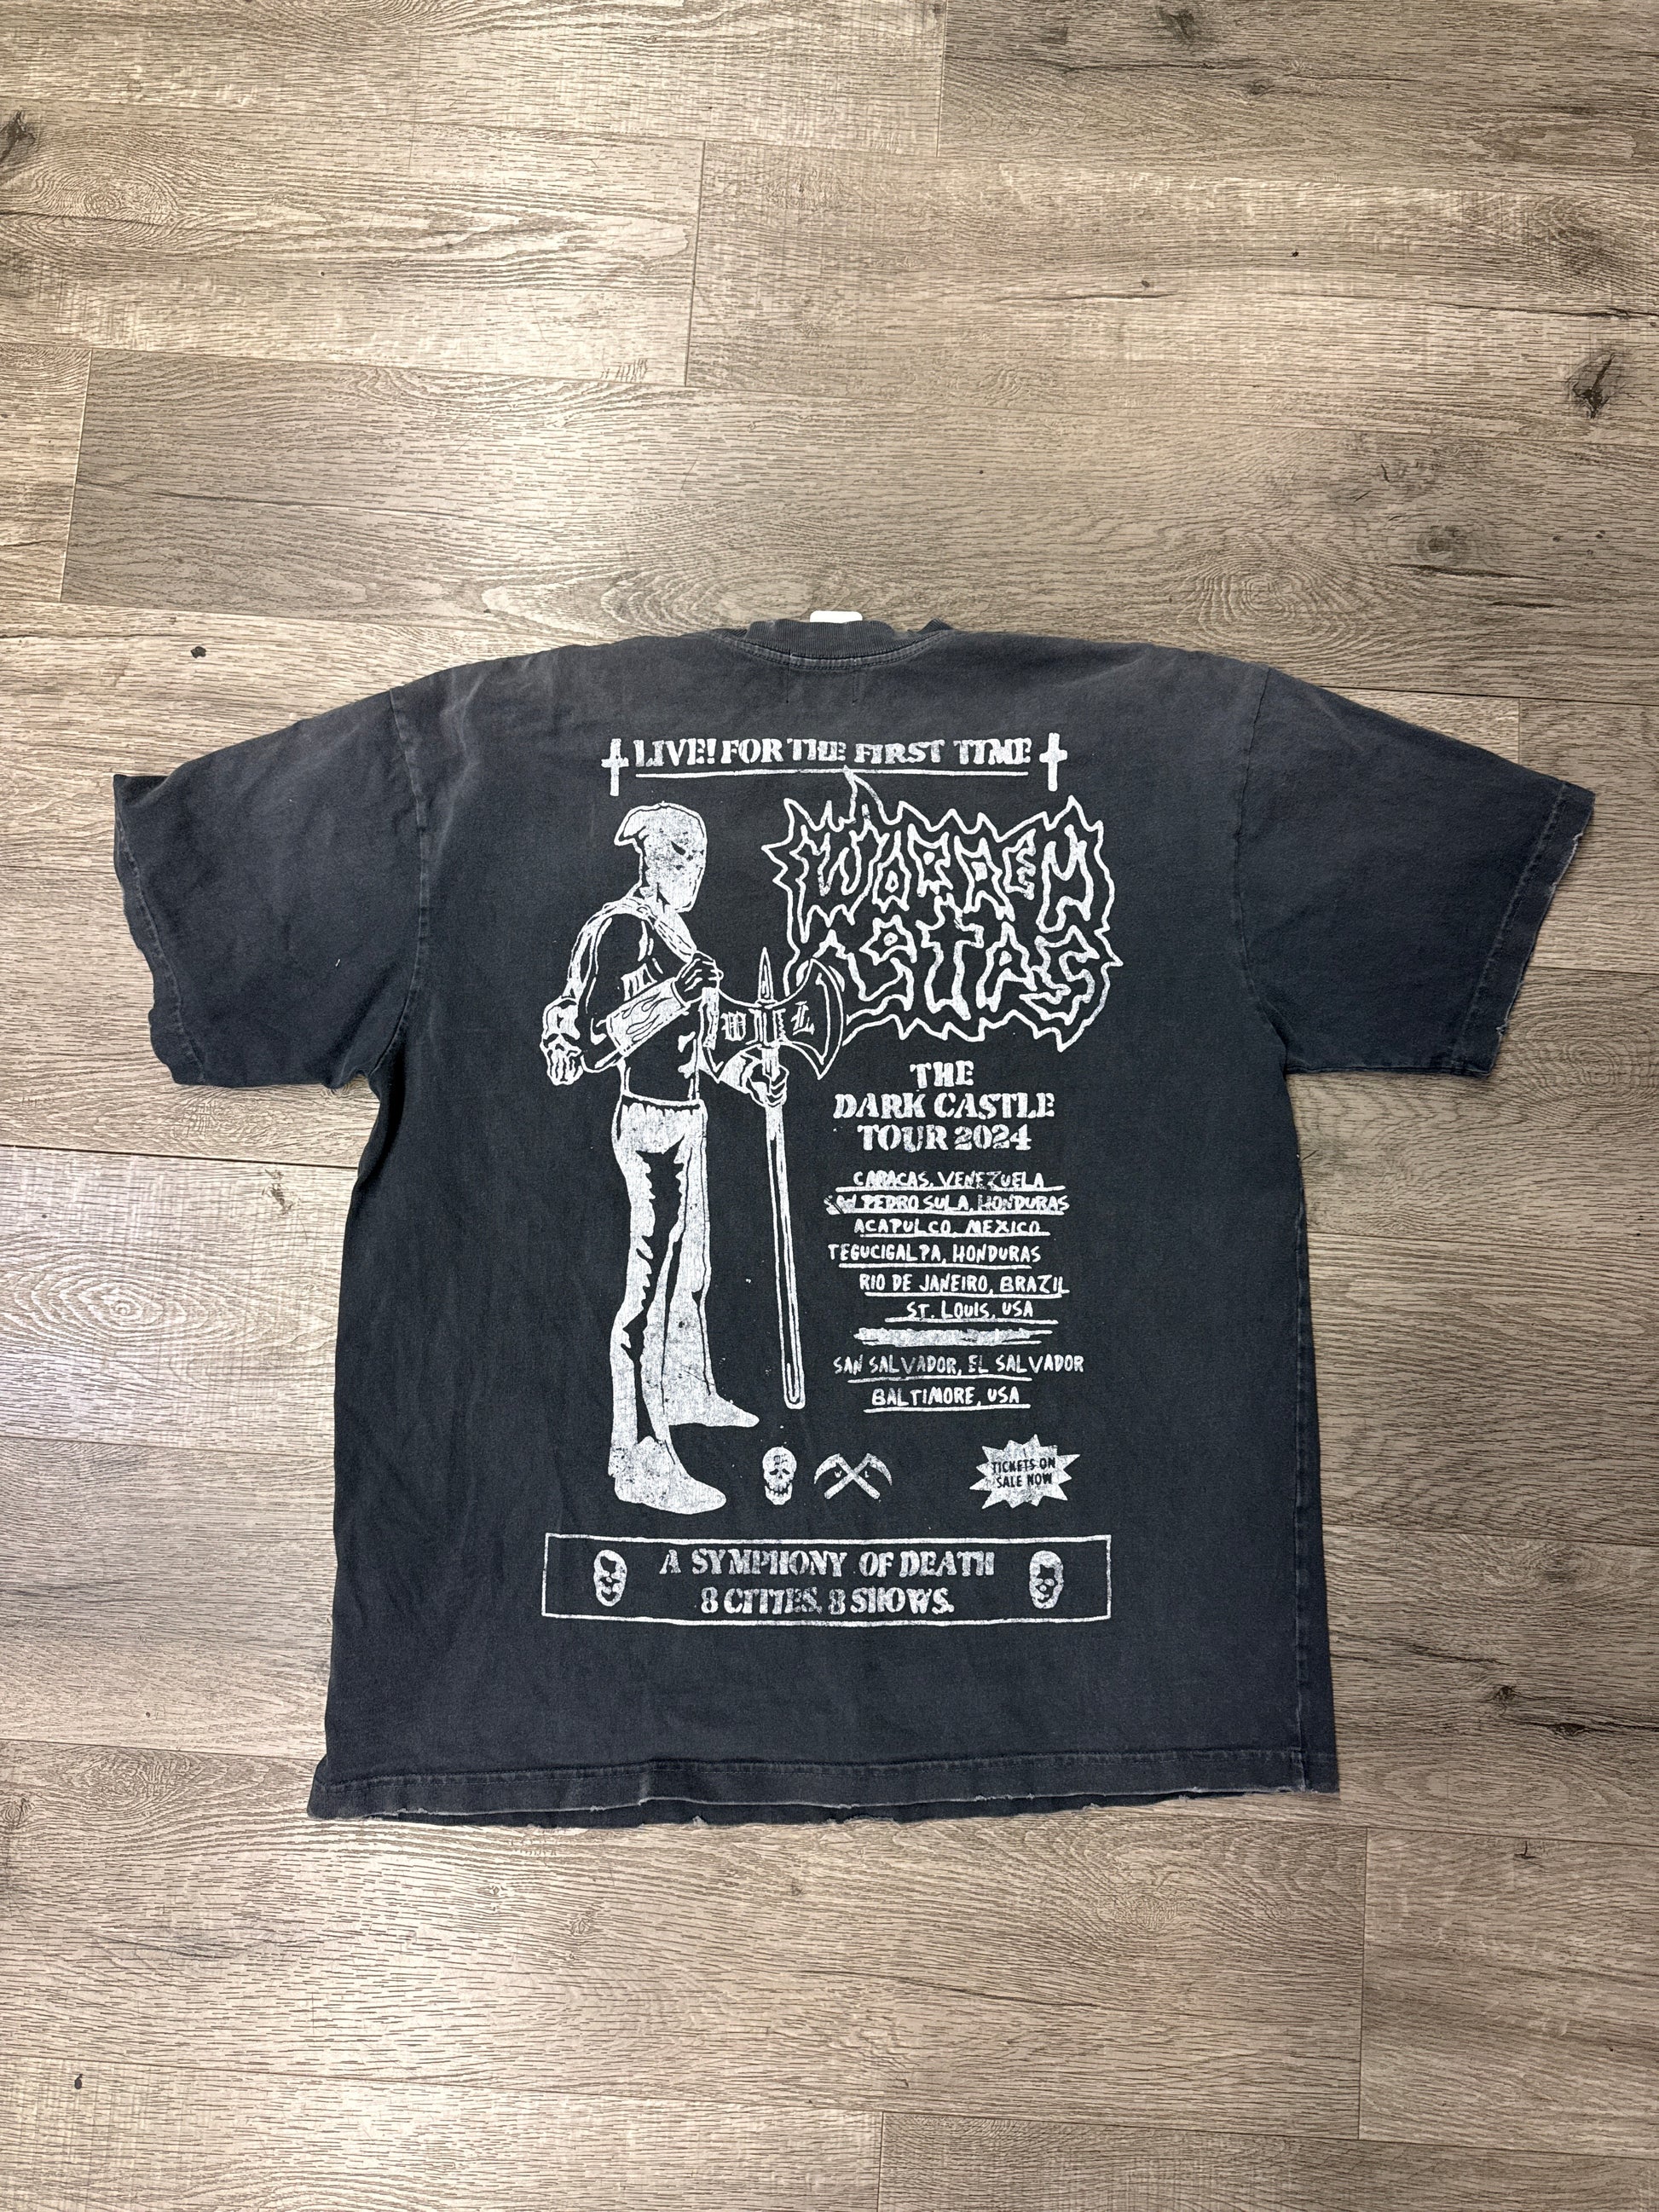 LIVE! FOR THE FIRST TIME
W L
THE
DARK CASTLE
TOUR 2024
CARACAS, VENEZUELA
SAN PEDRO SULA, HONDURAS
ACAPULCO, MEXICO
TEGUCIGALPA, HONDURAS
RIO DE JANEIRO, BRAZIL
ST. LOUIS, USA
SAN SALVADOR, EL SALVADOR
BALTIMORE, USA
TICKETS ON
SALE NOW
A SYMPHONY OF DEATH
8 CITIES, 8 SHOWS.